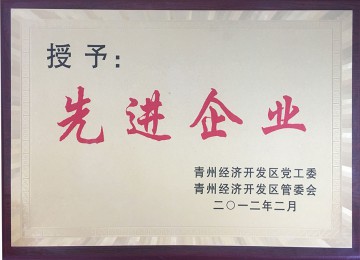 授予：
先进企业
青州经济开发区党工委
青州经济开发区管委会
二〇一二年二月